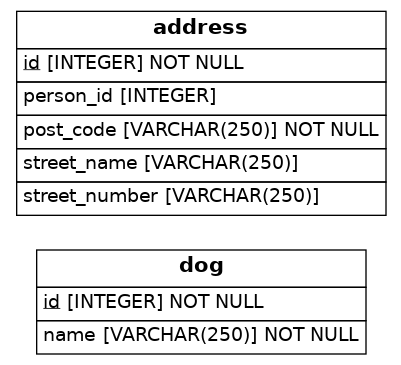 address
id [INTEGER] NOT NULL
person_id [INTEGER]
post_code [VARCHAR(250)] NOT NULL
street_name [VARCHAR(250)]
street_number [VARCHAR(250)]
dog
id [INTEGER] NOT NULL
name [VARCHAR(250)] NOT NULL